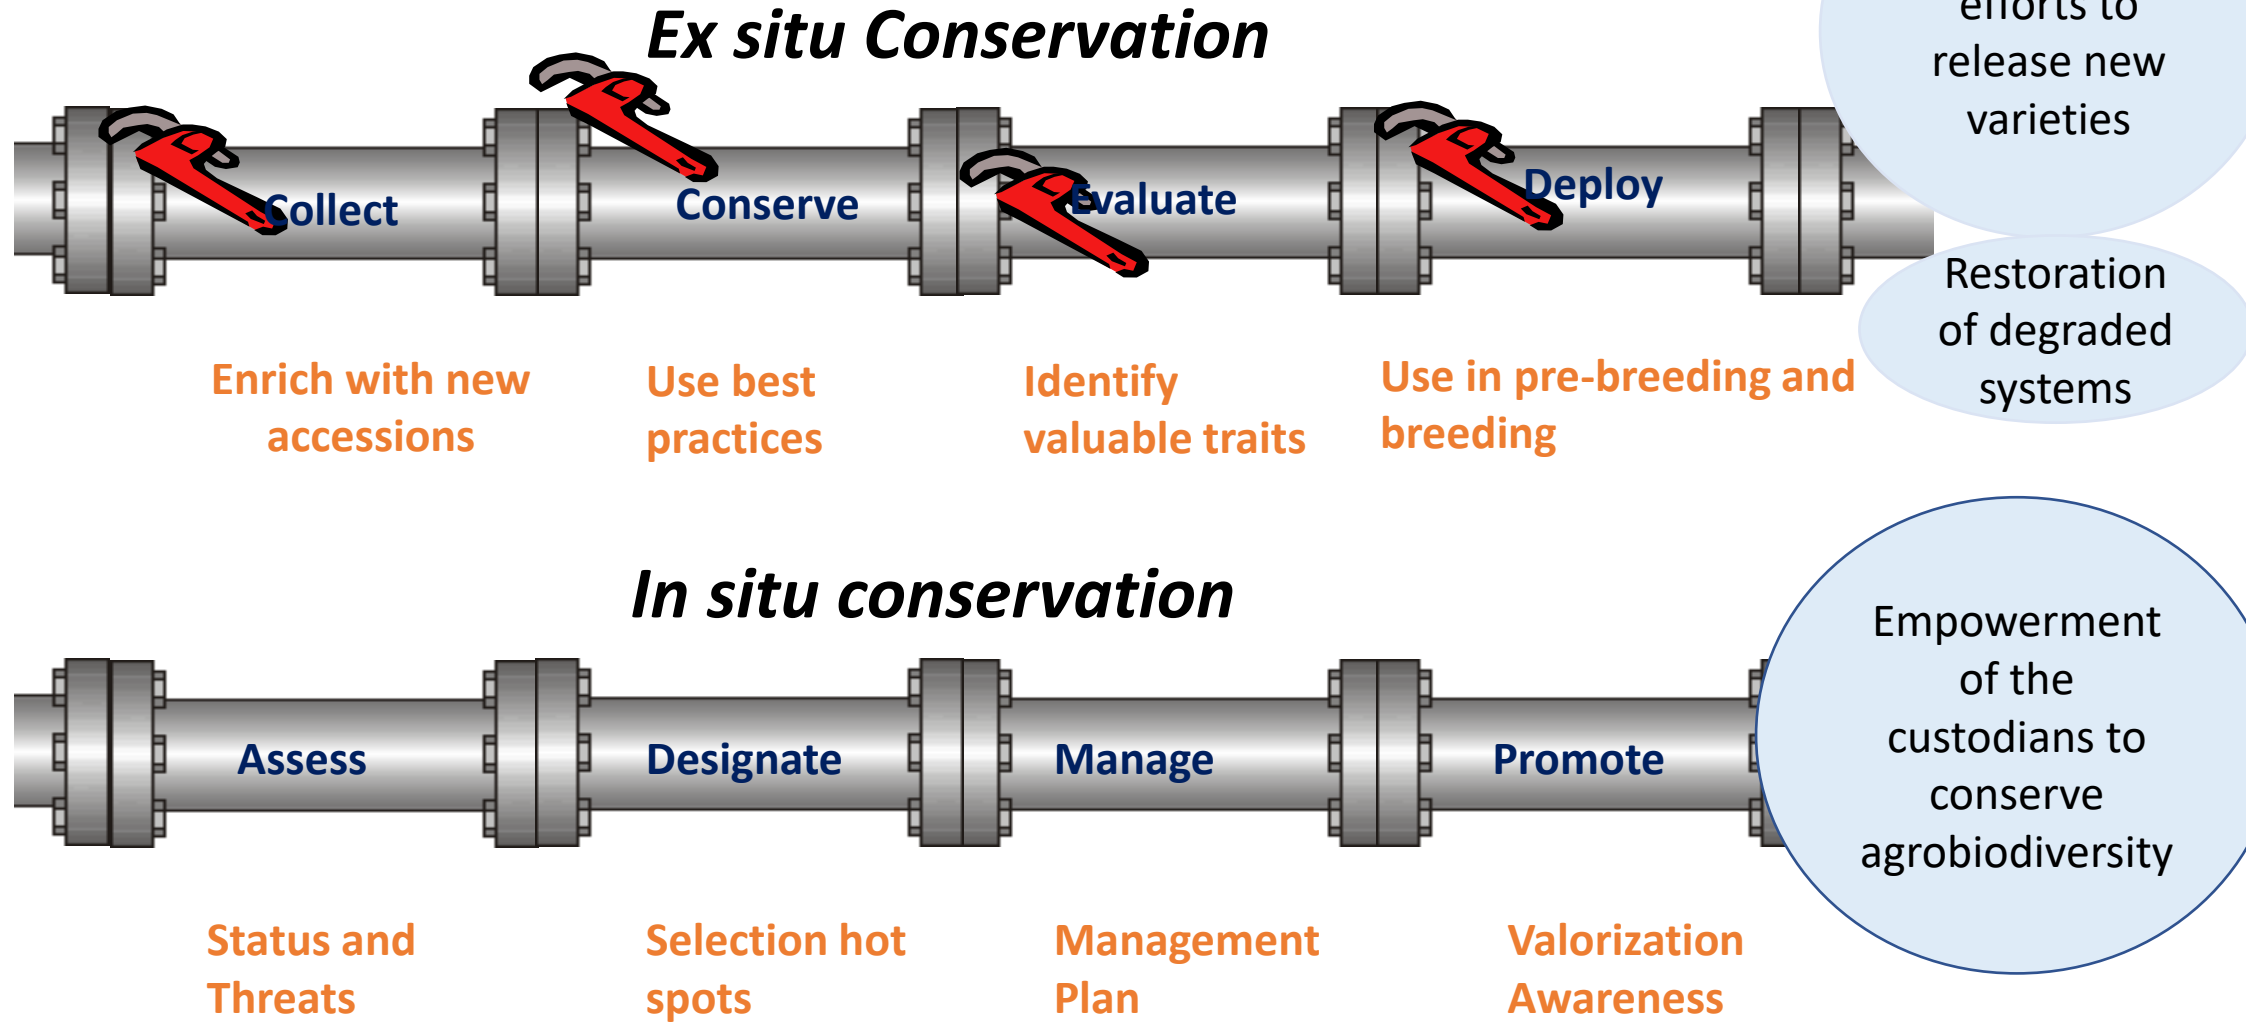 Ex situ Conservation
efforts to
release new
varieties
Collect
Conserve
Evaluate
Deploy
Restoration
of degraded
systems
Enrich with new
accessions
Use best
practices
Identify
valuable traits
Use in pre-breeding and
breeding
In situ conservation
Empowerment
of the
custodians to
conserve
agrobiodiversity
Assess
Designate
Manage
Promote
Status and
Threats
Selection hot
spots
Management
Plan
Valorization
Awareness